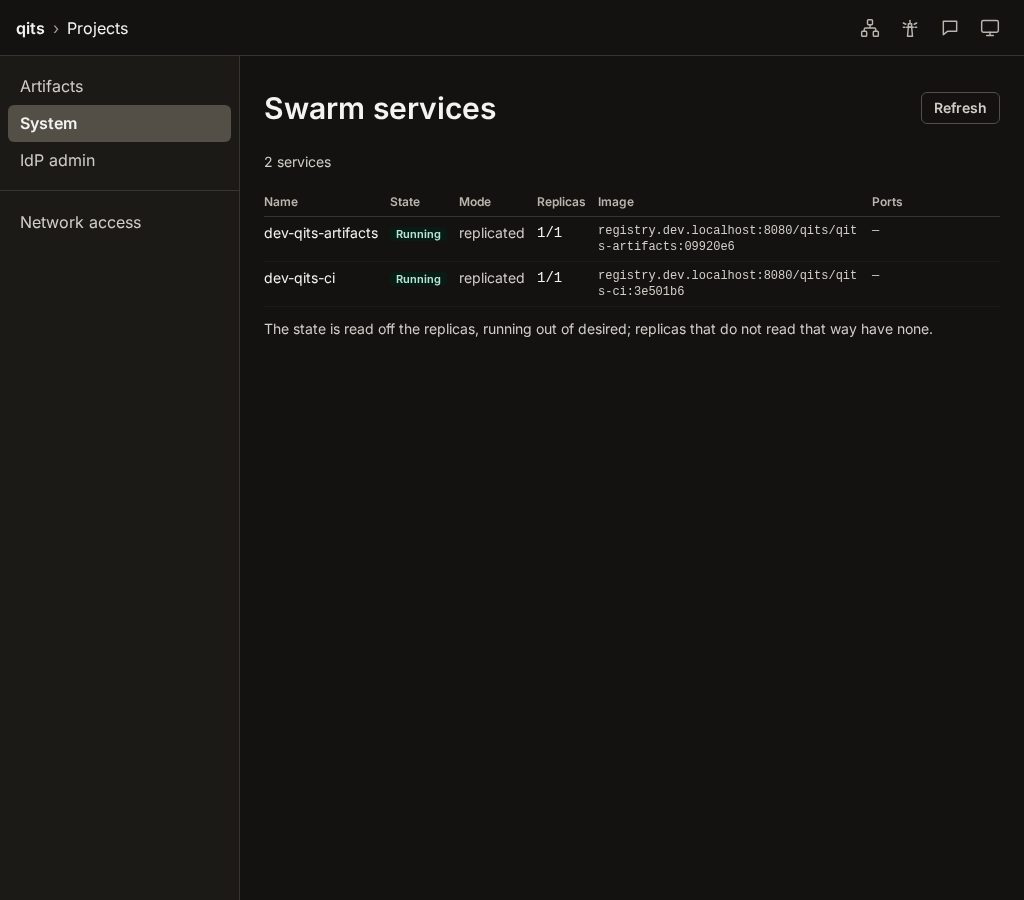 qits › Projects
Artifacts
System
IdP admin
Network access
Swarm services
Refresh
2 services
Name State Mode Replicas Image Ports
dev-qits-artifacts Running replicated 1/1 registry.dev.localhost:8080/qits/qit —
s-artifacts:09920e6
dev-qits-ci Running replicated 1/1 registry.dev.localhost:8080/qits/qit —
s-ci:3e501b6
The state is read off the replicas, running out of desired; replicas that do not read that way have none.